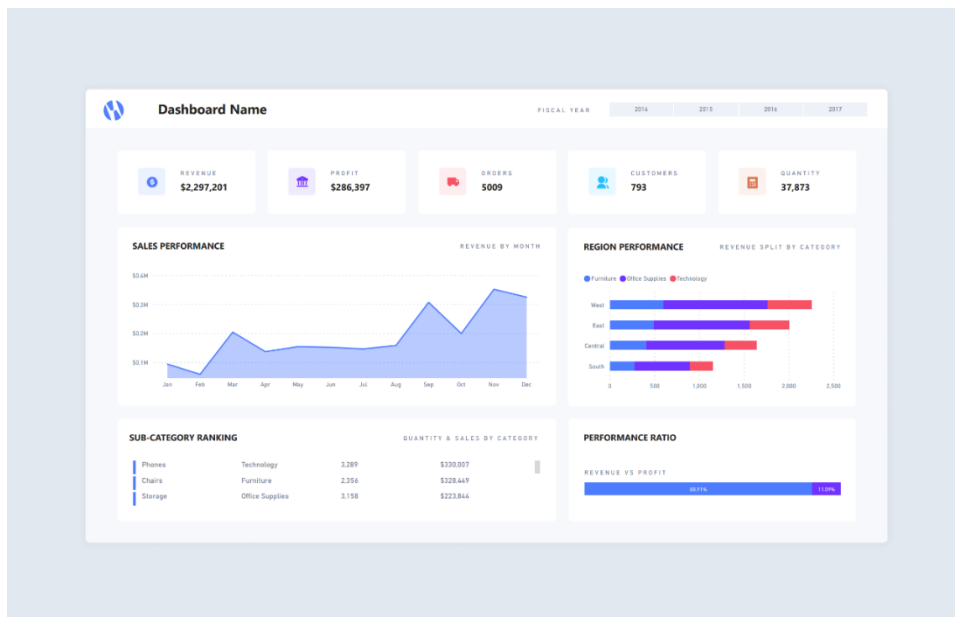 Dashboard Name
FISCAL YEAR 2014 2015 2016 2017
REVENUE
$2,297,201
PROFIT
$286,397
ORDERS
5009
CUSTOMERS
793
QUANTITY
37,873
SALES PERFORMANCE
REVENUE BY MONTH
$0.4M
$0.3M
$0.2M
$0.1M
Jan Feb Mar Apr May Jun Jul Aug Sep Oct Nov Dec
REGION PERFORMANCE
REVENUE SPLIT BY CATEGORY
Furniture Office Supplies Technology
West
East
Central
South
0 500 1,000 1,500 2,000 2,500
SUB-CATEGORY RANKING
QUANTITY & SALES BY CATEGORY
Phones Technology 3,289 $330,007
Chairs Furniture 2,356 $328,449
Storage Office Supplies 3,158 $223,844
PERFORMANCE RATIO
REVENUE VS PROFIT
88.91% 11.09%